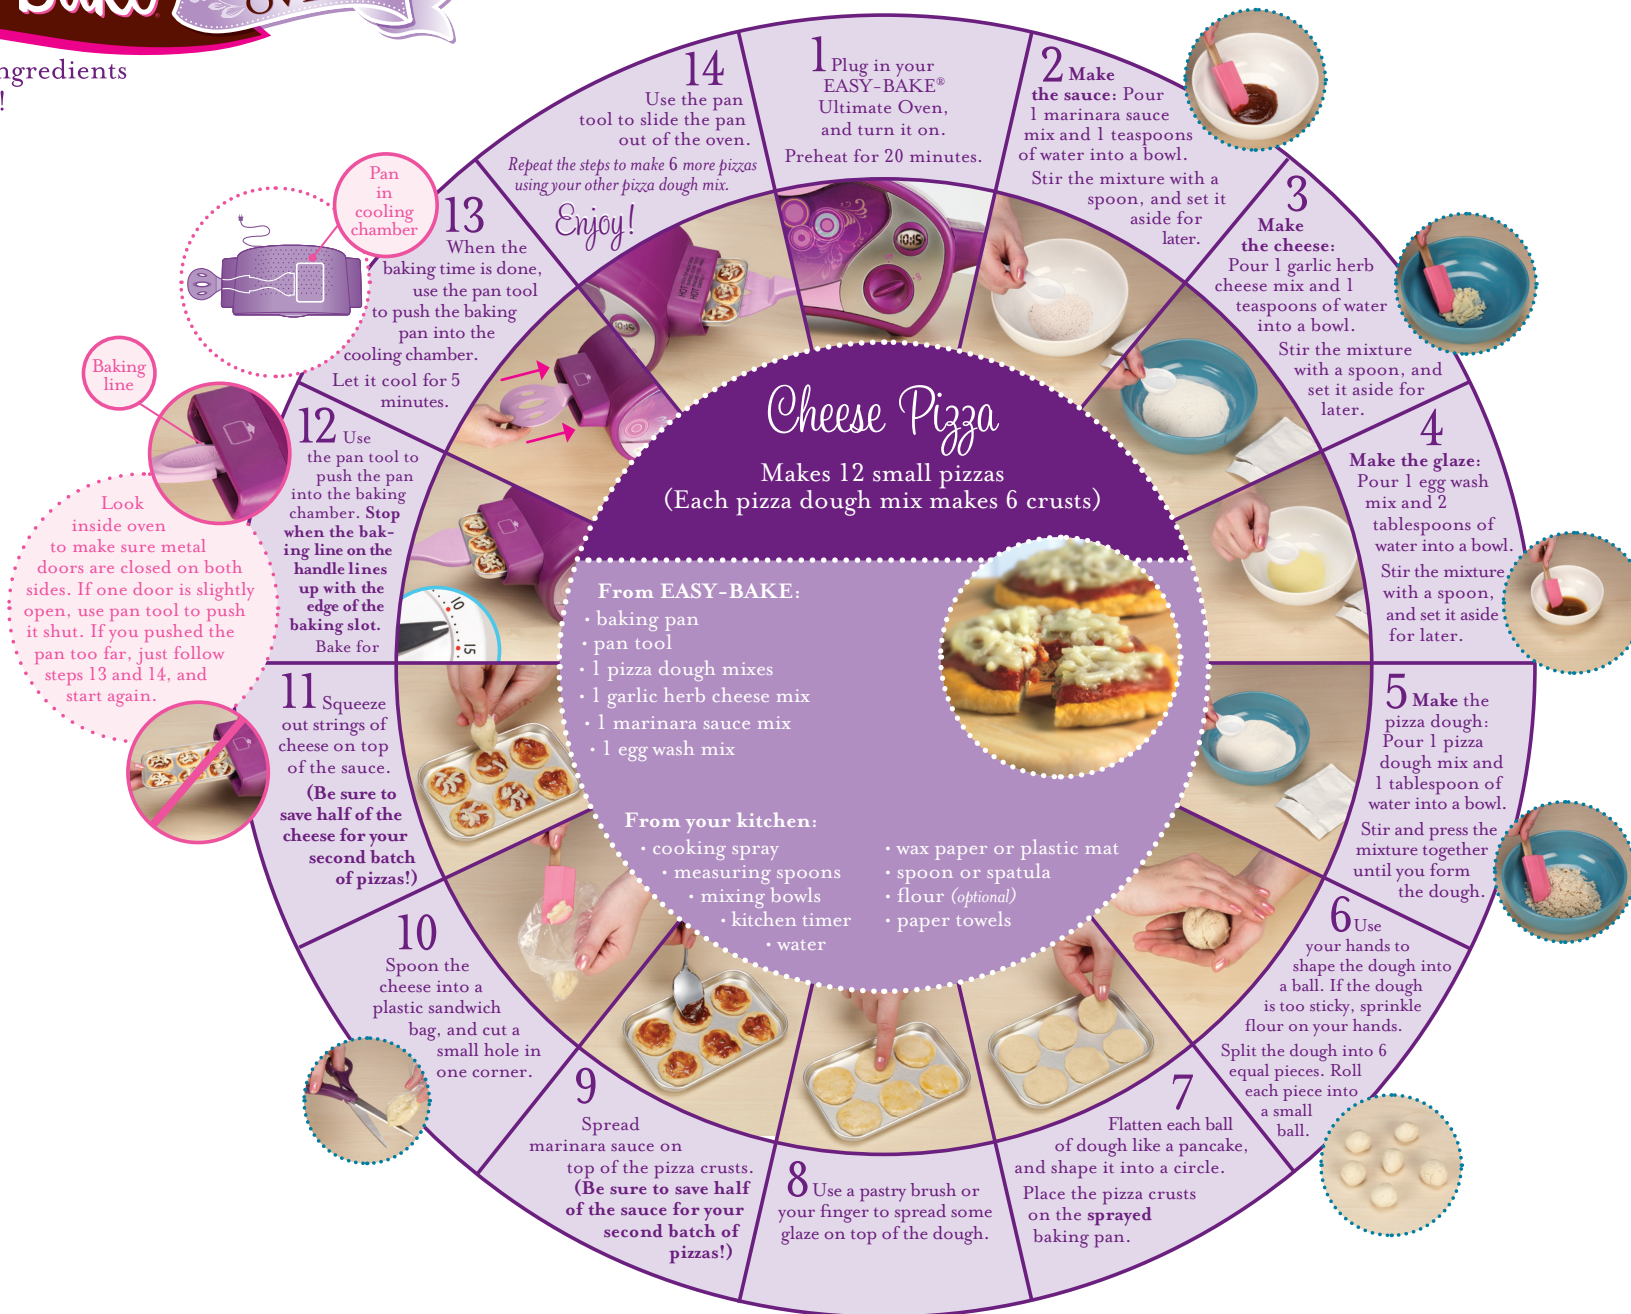 Bake®
ngredients
!
1 Plug in your
EASY-BAKE®
Ultimate Oven,
and turn it on.
Preheat for 20 minutes.
2 Make
the sauce: Pour
1 marinara sauce
mix and 1 teaspoons
of water into a bowl.
Stir the mixture with a
spoon, and set it
aside for
later.
3
Make
the cheese:
Pour 1 garlic herb
cheese mix and 1
teaspoons of water
into a bowl.
Stir the mixture
with a spoon, and
set it aside for
later.
4
Make the glaze:
Pour 1 egg wash
mix and 2
tablespoons of
water into a bowl.
Stir the mixture
with a spoon,
and set it aside
for later.
5 Make the
pizza dough:
Pour 1 pizza
dough mix and
1 tablespoon of
water into a bowl.
Stir and press the
mixture together
until you form
the dough.
6 Use
your hands to
shape the dough into
a ball. If the dough
is too sticky, sprinkle
flour on your hands.
Split the dough into 6
equal pieces. Roll
each piece into
a small
ball.
7
Flatten each ball
of dough like a pancake,
and shape it into a circle.
Place the pizza crusts
on the sprayed
baking pan.
8 Use a pastry brush or
your finger to spread some
glaze on top of the dough.
9
Spread
marinara sauce on
top of the pizza crusts.
(Be sure to save half
of the sauce for your
second batch of
pizzas!)
10
Spoon the
cheese into a
plastic sandwich
bag, and cut a
small hole in
one corner.
11 Squeeze
out strings of
cheese on top
of the sauce.
(Be sure to
save half of the
cheese for your
second batch
of pizzas!)
12 Use
the pan tool to
push the pan
into the baking
chamber. Stop
when the bak-
ing line on the
handle lines
up with the
edge of the
baking slot.
Bake for
10
15
Baking
line
Look
inside oven
to make sure metal
doors are closed on both
sides. If one door is slightly
open, use pan tool to push
it shut. If you pushed the
pan too far, just follow
steps 13 and 14, and
start again.
13
When the
baking time is done,
use the pan tool
to push the baking
pan into the
cooling chamber.
Let it cool for 5
minutes.
Pan
in
cooling
chamber
14
Use the pan
tool to slide the pan
out of the oven.
Repeat the steps to make 6 more pizzas
using your other pizza dough mix.
Enjoy!
10:15
10:15
Cheese Pizza
Makes 12 small pizzas
(Each pizza dough mix makes 6 crusts)
From EASY-BAKE:
· baking pan
· pan tool
· 1 pizza dough mixes
· 1 garlic herb cheese mix
· 1 marinara sauce mix
· 1 egg wash mix
From your kitchen:
· cooking spray
· measuring spoons
· mixing bowls
· kitchen timer
· water
· wax paper or plastic mat
· spoon or spatula
· flour (optional)
· paper towels